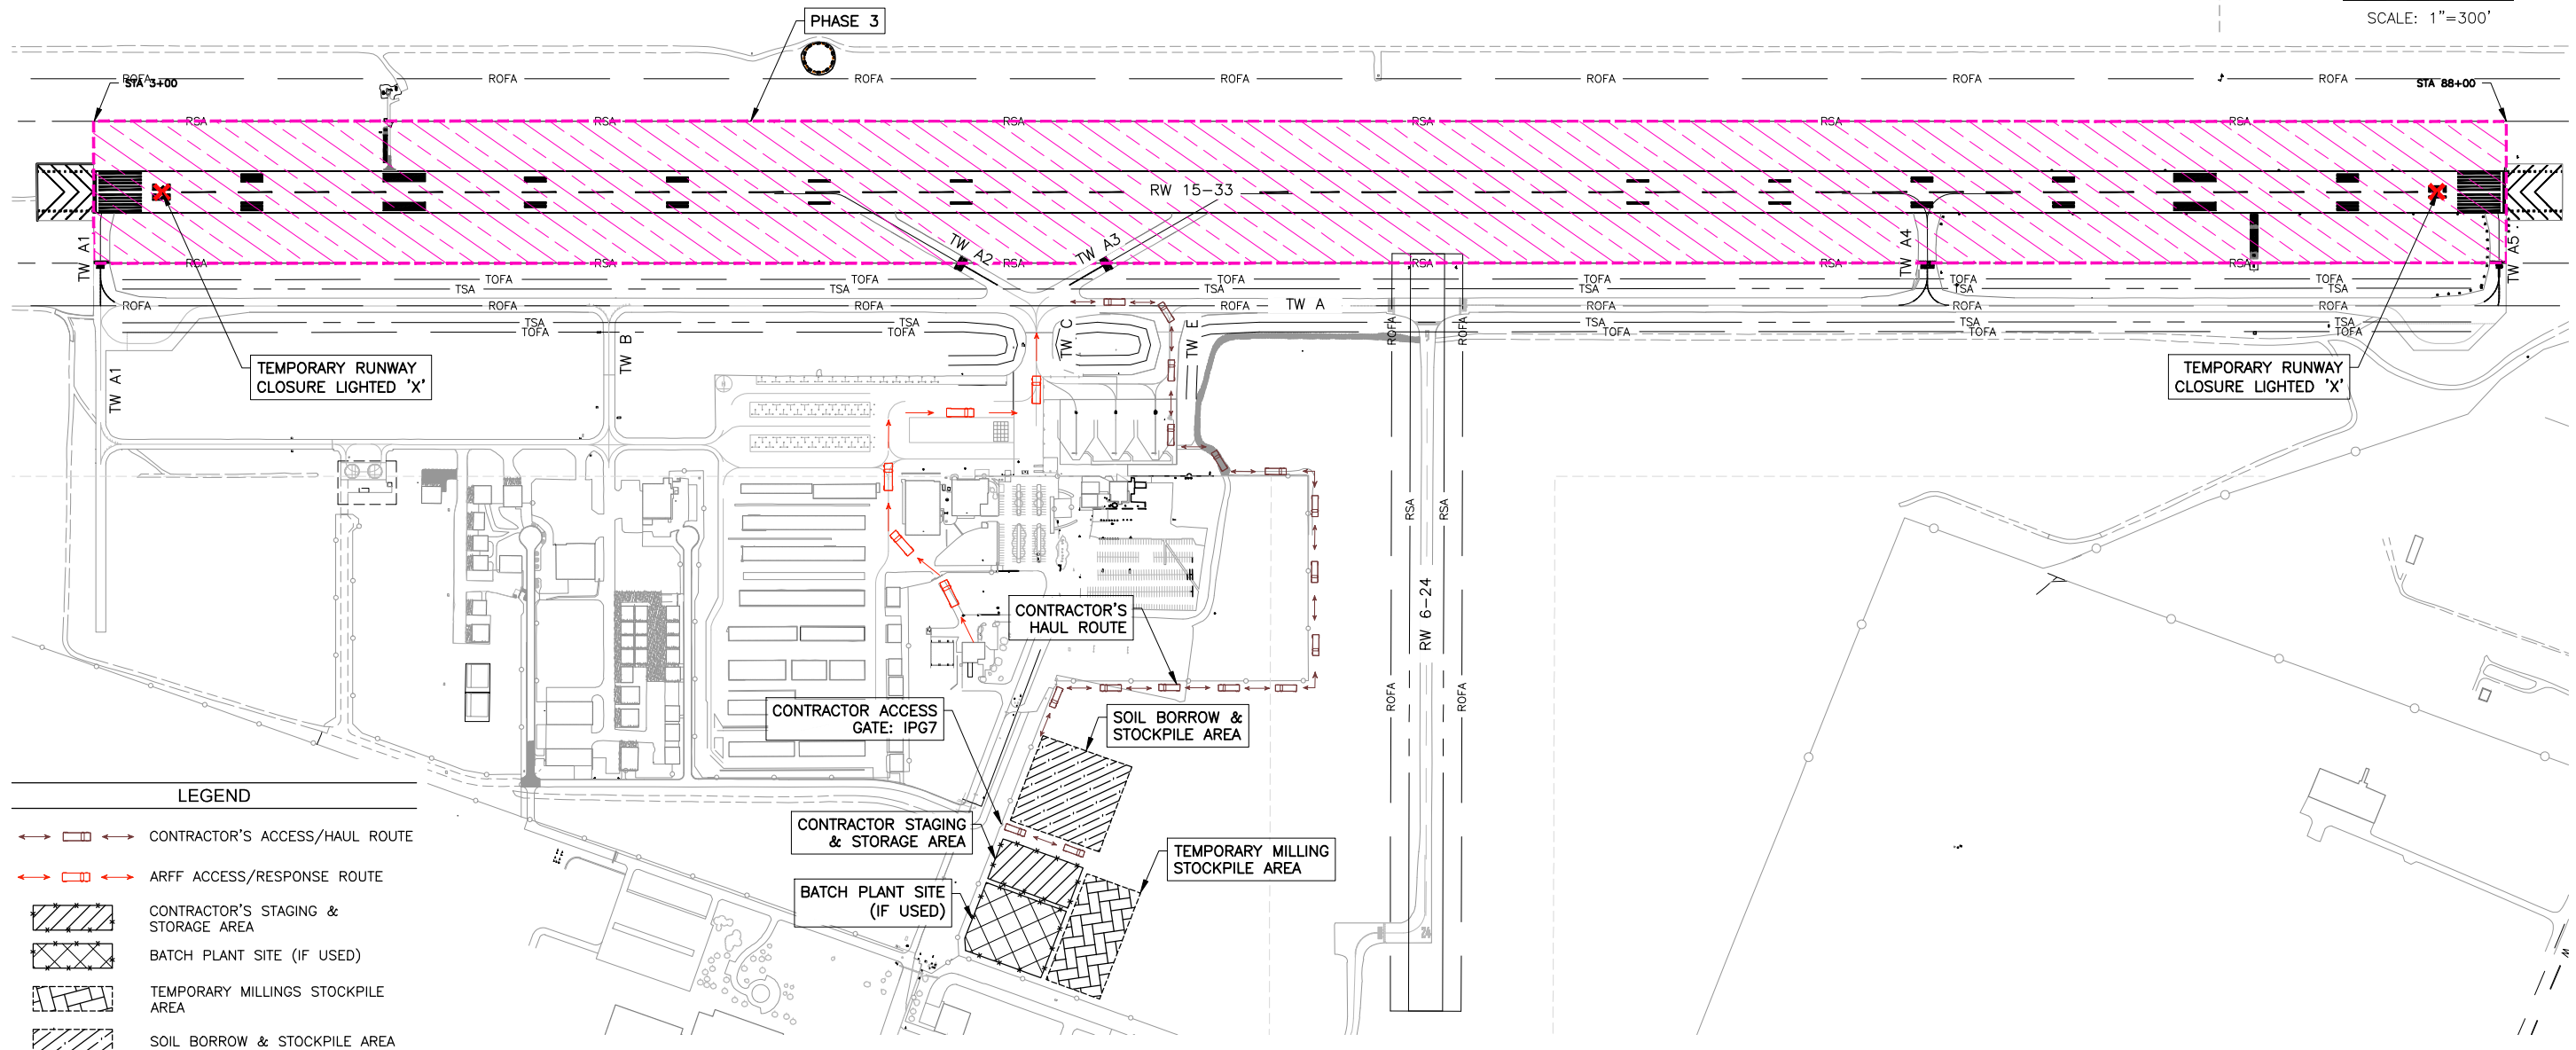 SCALE: 1"=300'
PHASE 3
ROFA ROFA ROFA ROFA ROFA ROFA ROFA
STA 3+00
STA 88+00
RSA RSA RSA RSA RSA RSA
RW 15-33
TW A1
TW A2
TW A3
TW A4
TW A5
RSA RSA RSA RSA RSA RSA
TOFA TOFA TOFA TOFA TOFA TOFA
TSA TSA TSA TSA TSA TSA
ROFA ROFA ROFA ROFA ROFA ROFA ROFA
TW A
TSA TSA TSA TSA TSA TSA
TOFA TOFA TOFA TOFA TOFA TOFA
TW A1
TW B
TW C
TW E
ROFA ROFA
TEMPORARY RUNWAY
CLOSURE LIGHTED 'X'
TEMPORARY RUNWAY
CLOSURE LIGHTED 'X'
RSA RSA
RW 6-24
ROFA ROFA
24
CONTRACTOR'S
HAUL ROUTE
CONTRACTOR ACCESS
GATE: IPG7
SOIL BORROW &
STOCKPILE AREA
CONTRACTOR STAGING
& STORAGE AREA
TEMPORARY MILLING
STOCKPILE AREA
BATCH PLANT SITE
(IF USED)
LEGEND
CONTRACTOR'S ACCESS/HAUL ROUTE
ARFF ACCESS/RESPONSE ROUTE
CONTRACTOR'S STAGING &
STORAGE AREA
BATCH PLANT SITE (IF USED)
TEMPORARY MILLINGS STOCKPILE
AREA
SOIL BORROW & STOCKPILE AREA